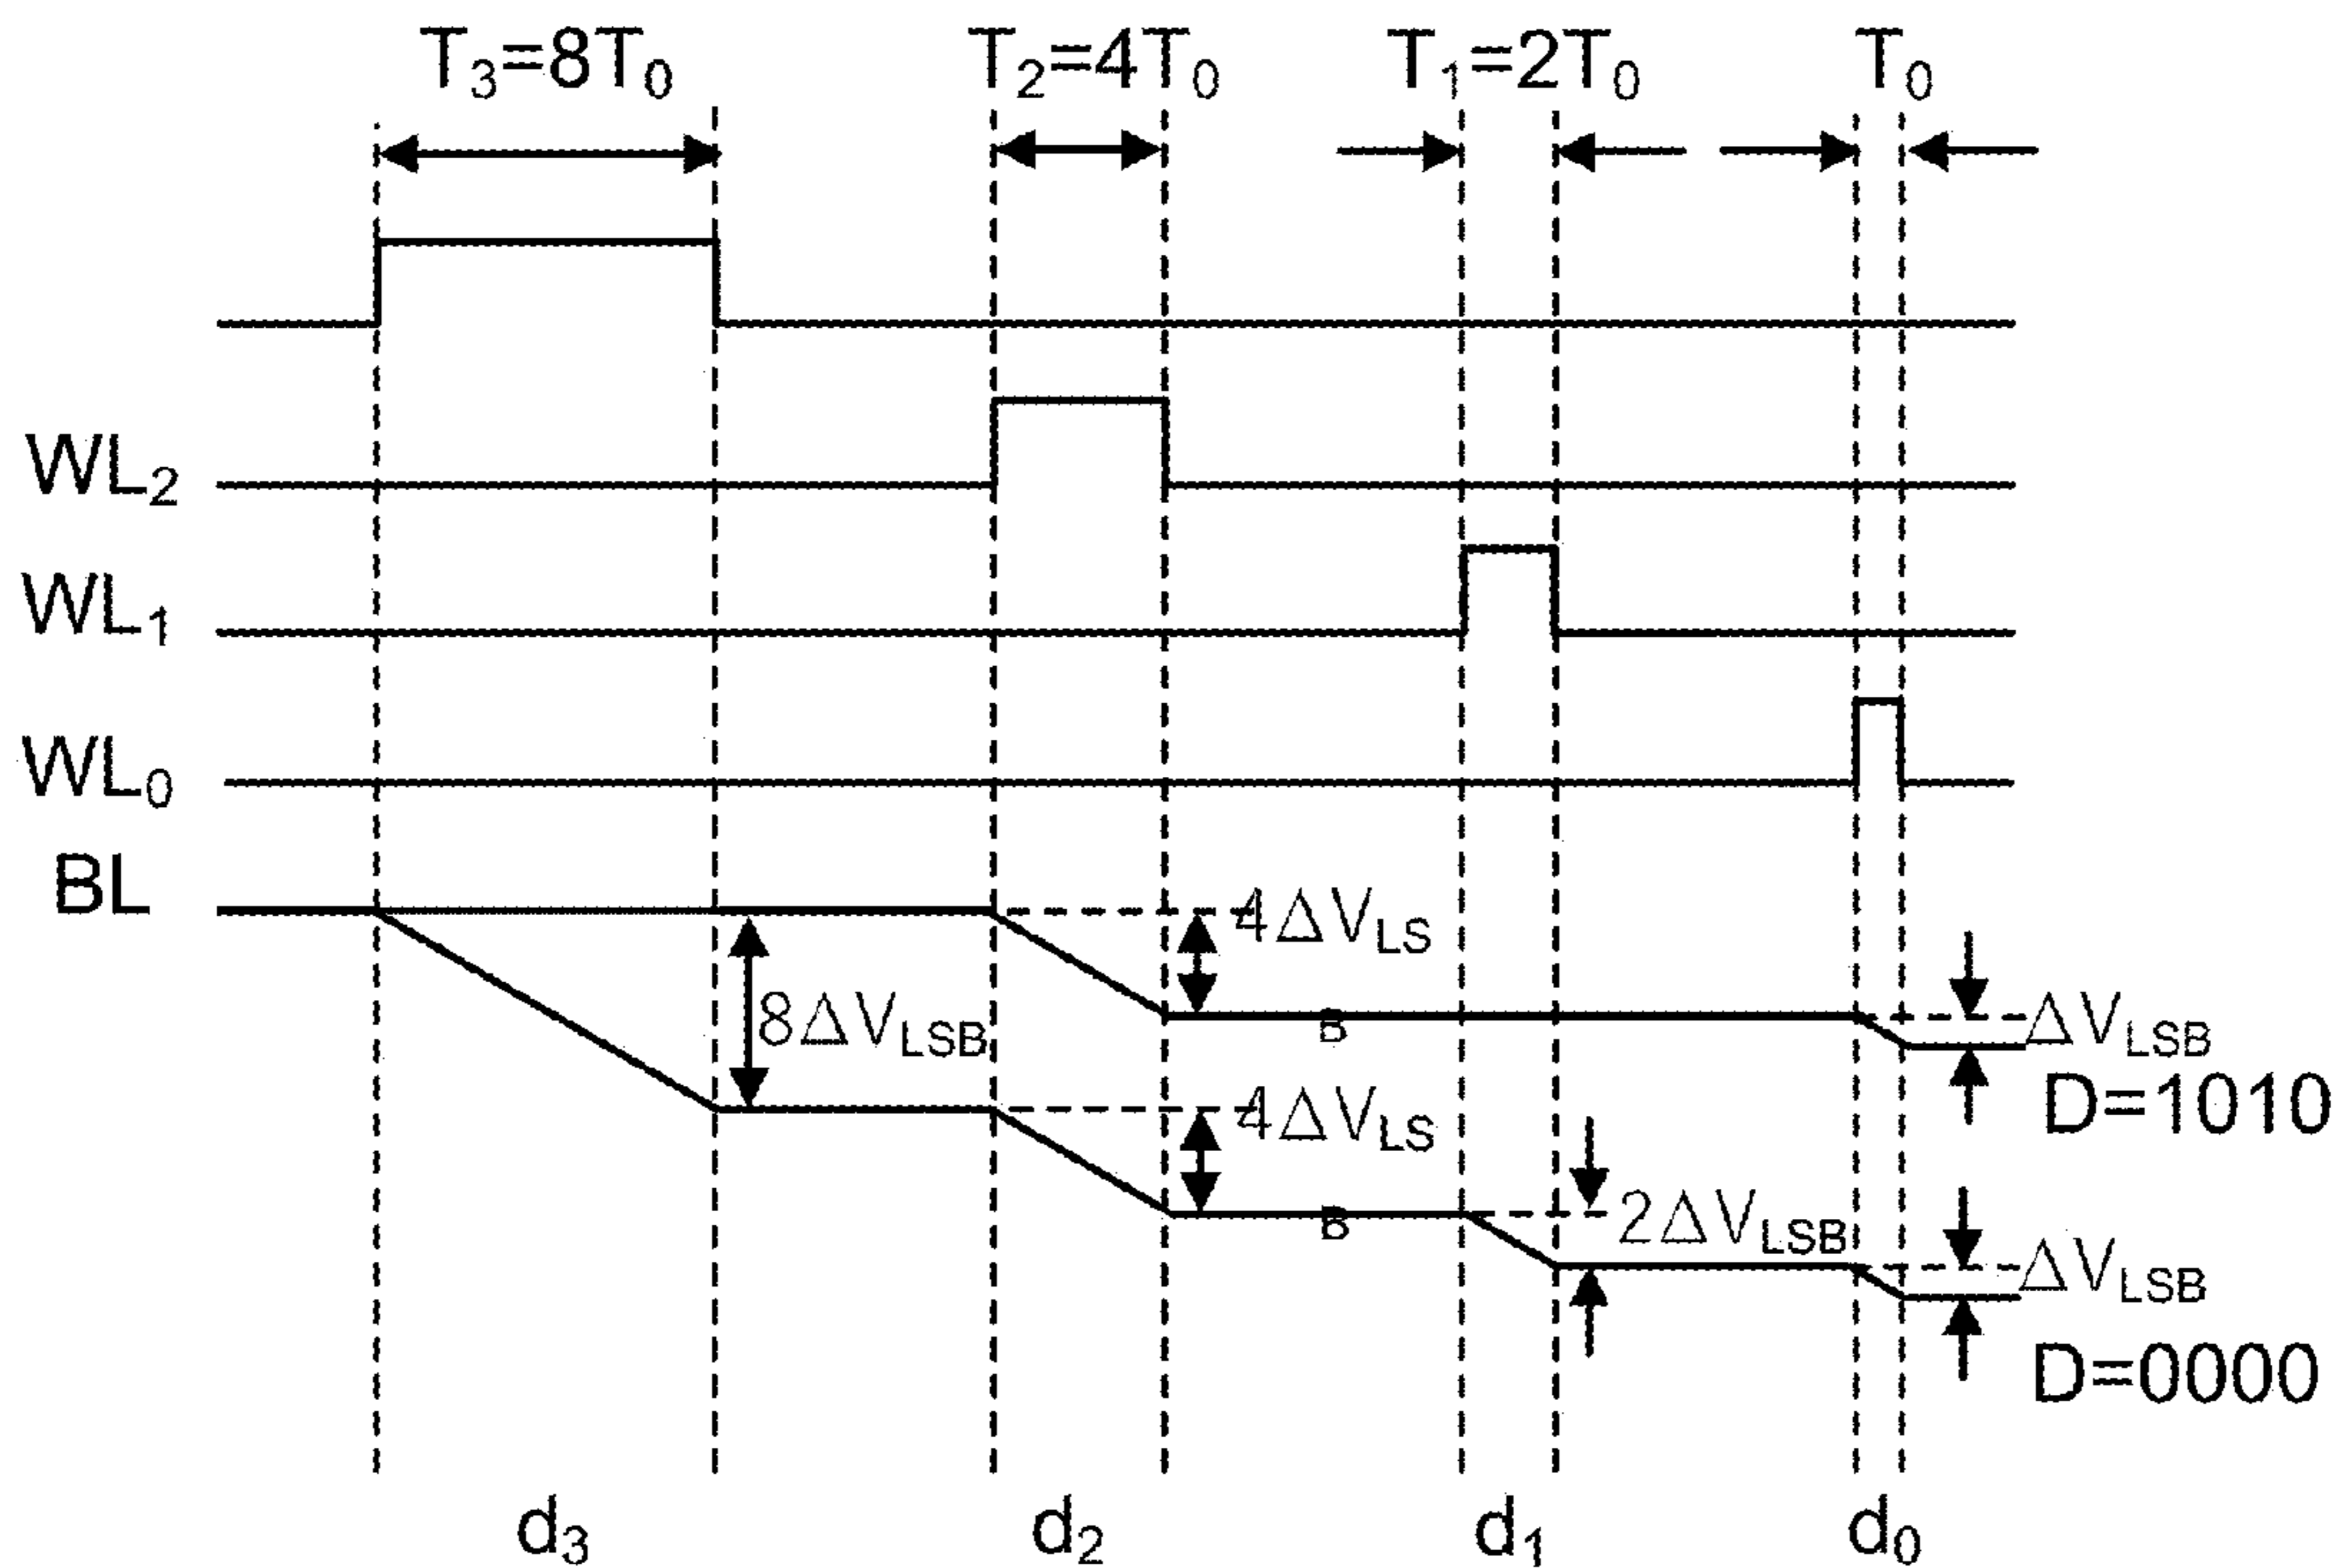 T3=8T0 T2=4T0 T1=2T0 T0
WL2
WL1
WL0
BL
4ΔVLS
8ΔVLSB
B
ΔVLSB
D=1010
4ΔVLS
B
2ΔVLSB
ΔVLSB
D=0000
d3 d2 d1 d0